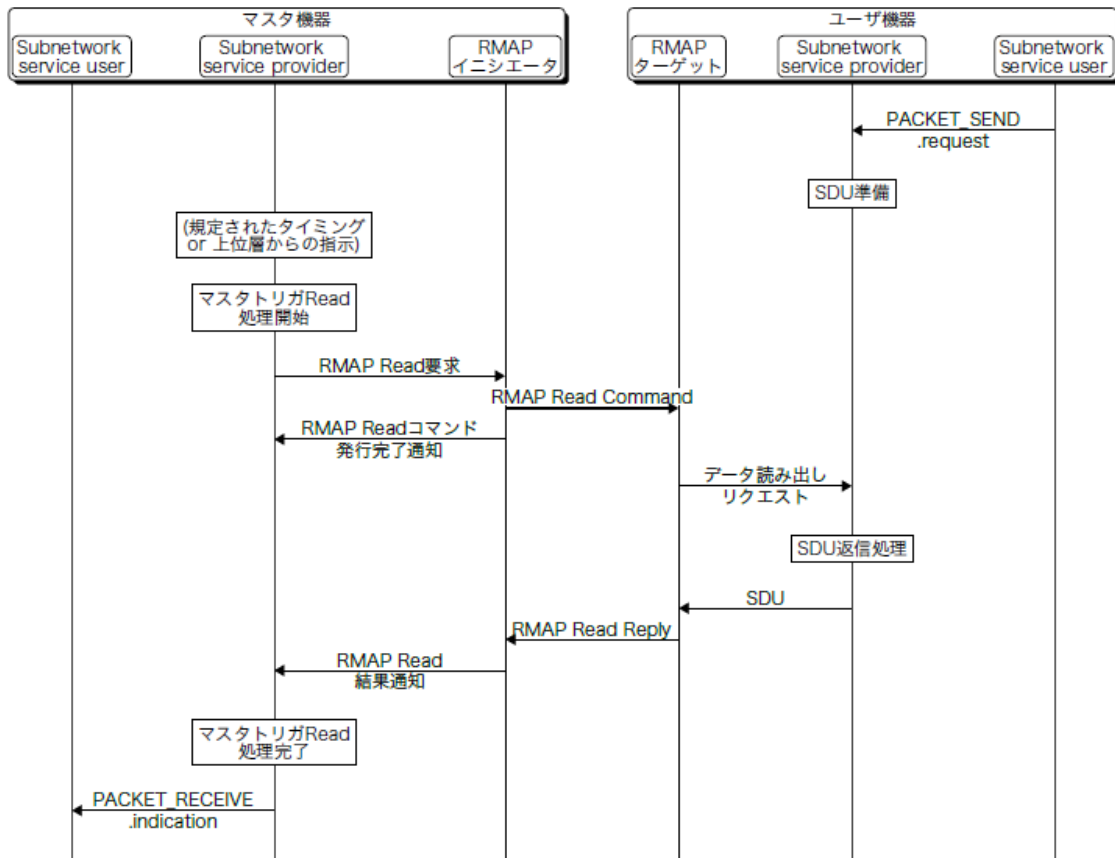 マスタ機器
ユーザ機器
Subnetwork
service user
Subnetwork
service provider
RMAP
イニシエータ
RMAP
ターゲット
Subnetwork
service provider
Subnetwork
service user
PACKET_SEND
.request
SDU準備
(規定されたタイミング
or 上位層からの指示)
マスタトリガRead
処理開始
RMAP Read要求
RMAP Read Command
RMAP Readコマンド
発行完了通知
データ読み出し
リクエスト
SDU返信処理
SDU
RMAP Read Reply
RMAP Read
結果通知
マスタトリガRead
処理完了
PACKET_RECEIVE
.indication